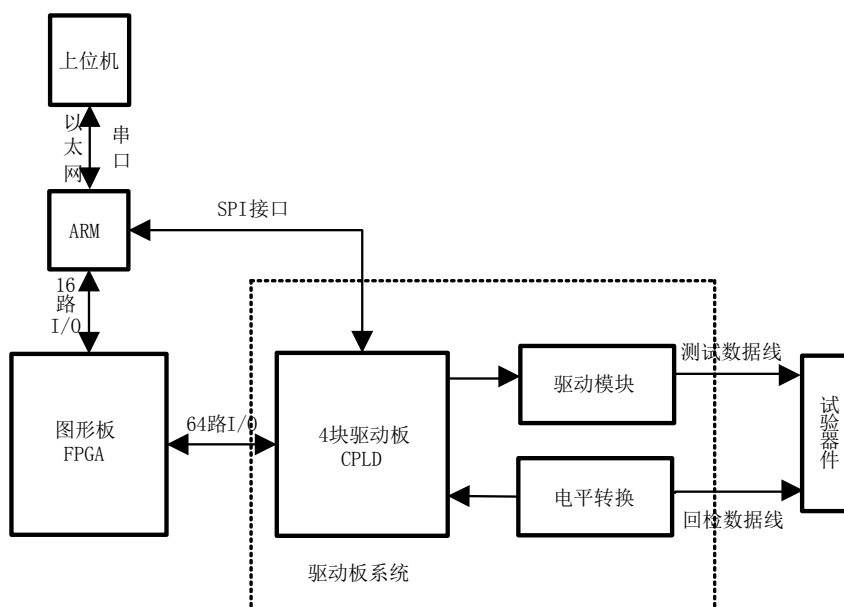 上位机
以太网
串口
ARM
SPI接口
16
路
I/O
图形板
FPGA
64路I/O
4块驱动板
CPLD
驱动模块
测试数据线
电平转换
回检数据线
试验器件
驱动板系统